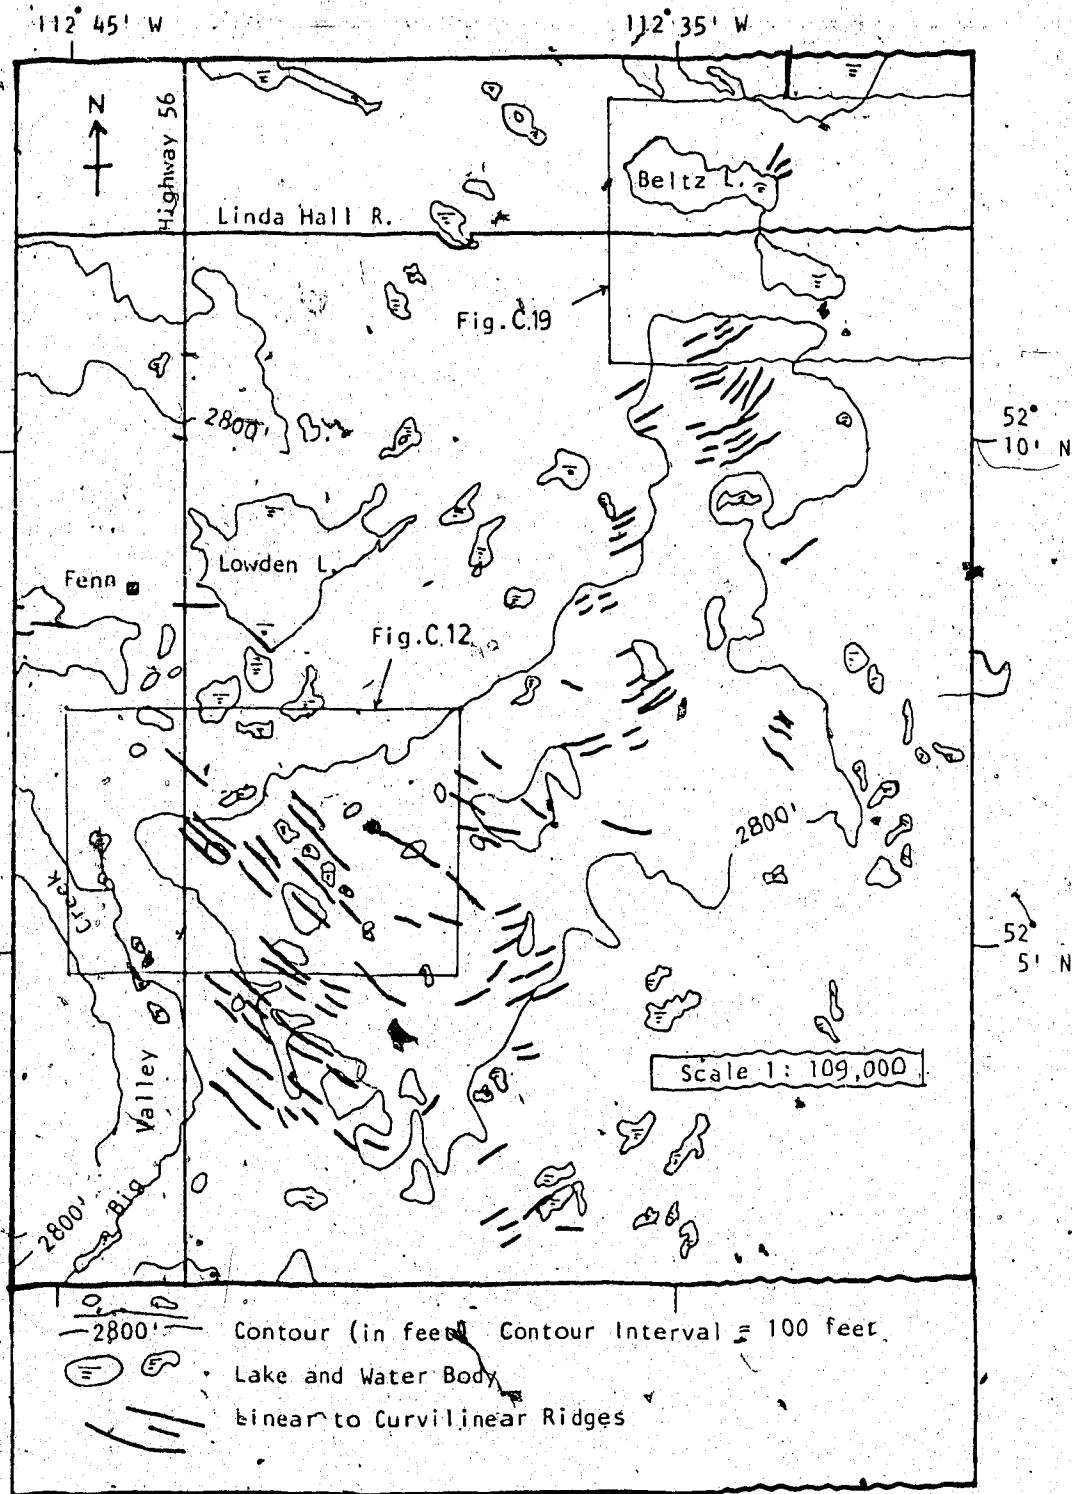 112° 45' W
112° 35' W
N
Highway 56
Beltz L.
Linda Hall R.
Fig.C.19
2800'
52°
10' N
Lowden L.
Fenn
Fig.C.12
2800'
Creek
52°
5' N
Scale 1: 109,000
Valley
Big
2800'
2800' Contour (in feet) Contour Interval = 100 feet
Lake and Water Body
Linear to Curvilinear Ridges